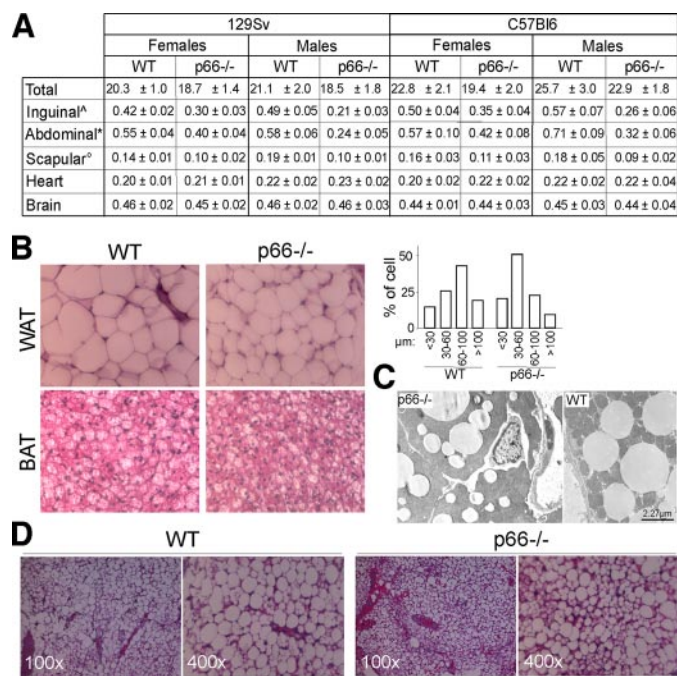 A
129Sv C57Bl6
Females Males Females Males
WT p66-/- WT p66-/- WT p66-/- WT p66-/-
Total 20.3 ± 1.0 18.7 ± 1.4 21.1 ± 2.0 18.5 ± 1.8 22.8 ± 2.1 19.4 ± 2.0 25.7 ± 3.0 22.9 ± 1.8
Inguinal^ 0.42 ± 0.02 0.30 ± 0.03 0.49 ± 0.05 0.21 ± 0.03 0.50 ± 0.04 0.35 ± 0.04 0.57 ± 0.07 0.26 ± 0.06
Abdominal* 0.55 ± 0.04 0.40 ± 0.04 0.58 ± 0.06 0.24 ± 0.05 0.57 ± 0.10 0.42 ± 0.08 0.71 ± 0.09 0.32 ± 0.06
Scapular° 0.14 ± 0.01 0.10 ± 0.02 0.19 ± 0.01 0.10 ± 0.01 0.16 ± 0.03 0.11 ± 0.03 0.18 ± 0.05 0.09 ± 0.02
Heart 0.20 ± 0.01 0.21 ± 0.01 0.22 ± 0.02 0.23 ± 0.02 0.20 ± 0.02 0.22 ± 0.02 0.22 ± 0.02 0.22 ± 0.04
Brain 0.46 ± 0.02 0.45 ± 0.02 0.46 ± 0.02 0.46 ± 0.03 0.44 ± 0.01 0.44 ± 0.03 0.45 ± 0.03 0.44 ± 0.04
B
WT p66-/-
WAT
BAT
% of cell
50
25
0
µm: <30 30-60 60-100 >100 <30 30-60 60-100 >100
WT p66-/-
C
p66-/- WT
2.27µm
D
WT p66-/-
100x 400x 100x 400x